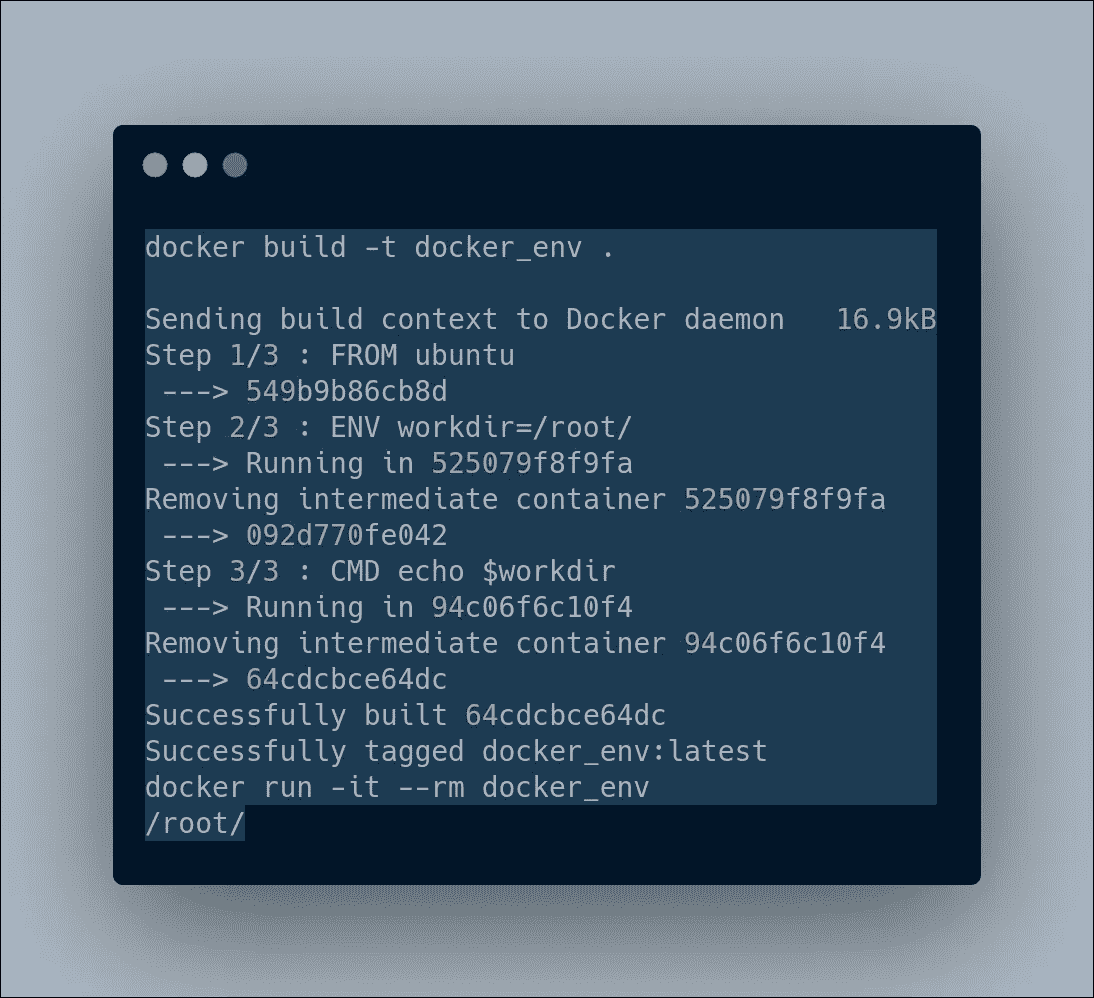 docker build -t docker_env .
Sending build context to Docker daemon   16.9kB
Step 1/3 : FROM ubuntu
 ---> 549b9b86cb8d
Step 2/3 : ENV workdir=/root/
 ---> Running in 525079f8f9fa
Removing intermediate container 525079f8f9fa
 ---> 092d770fe042
Step 3/3 : CMD echo $workdir
 ---> Running in 94c06f6c10f4
Removing intermediate container 94c06f6c10f4
 ---> 64cdcbce64dc
Successfully built 64cdcbce64dc
Successfully tagged docker_env:latest
docker run -it --rm docker_env
/root/